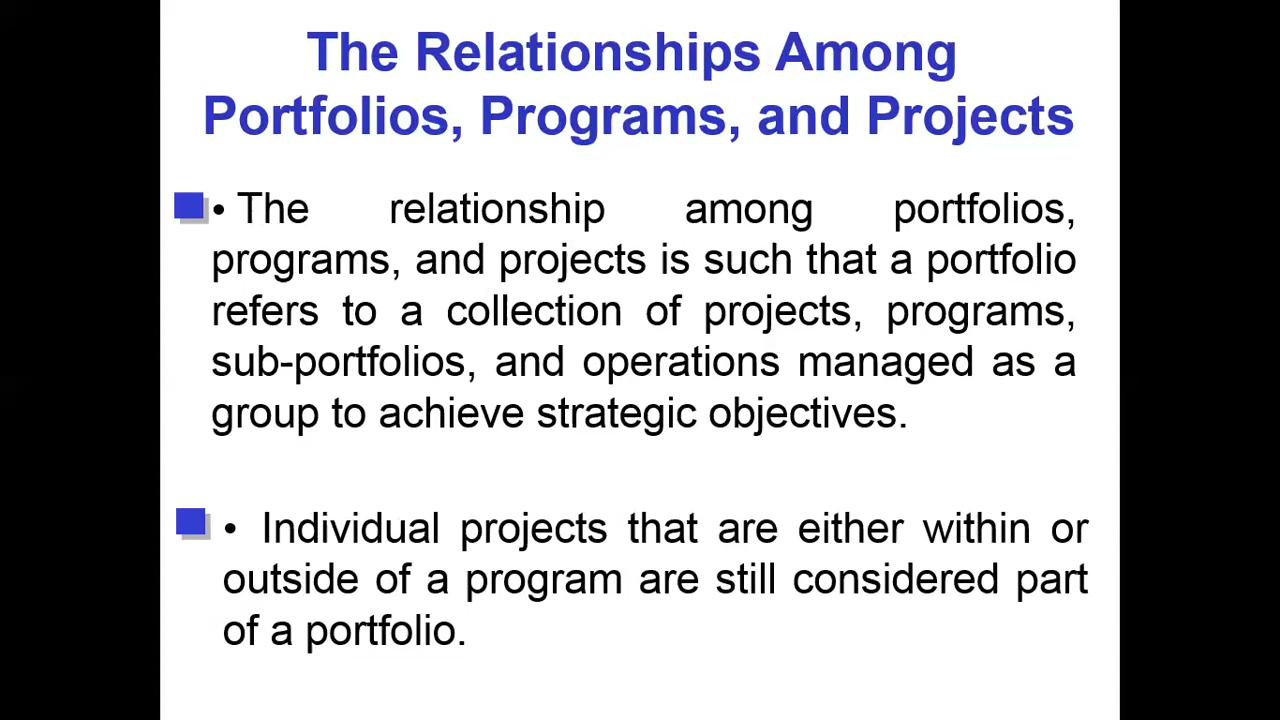 The Relationships Among
Portfolios, Programs, and Projects
• The relationship among portfolios,
programs, and projects is such that a portfolio
refers to a collection of projects, programs,
sub-portfolios, and operations managed as a
group to achieve strategic objectives.
• Individual projects that are either within or
outside of a program are still considered part
of a portfolio.